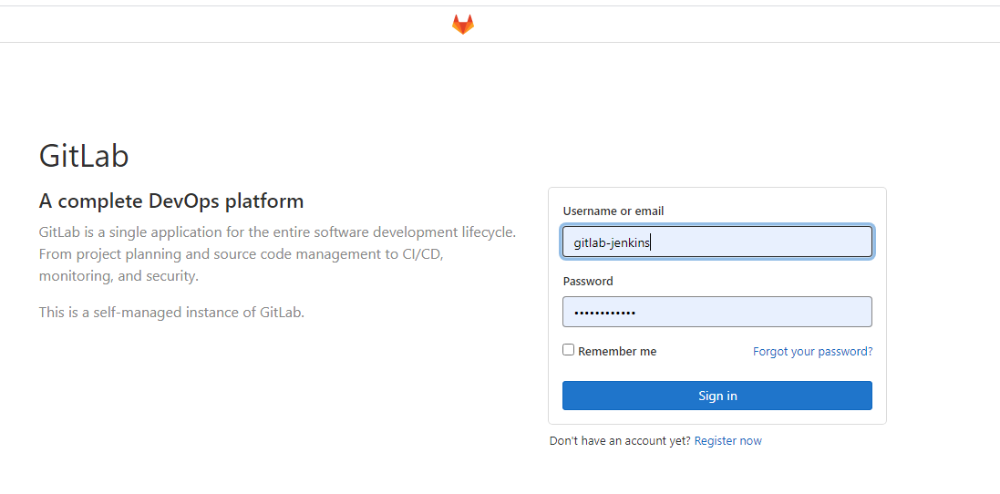 GitLab
A complete DevOps platform
GitLab is a single application for the entire software development lifecycle.
From project planning and source code management to CI/CD,
monitoring, and security.
This is a self-managed instance of GitLab.
Username or email
gitlab-jenkins
Password
••••••••••••
Remember me
Forgot your password?
Sign in
Don't have an account yet? Register now